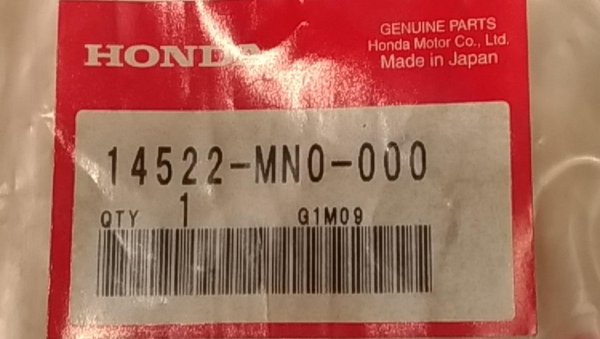 HONDA
GENUINE PARTS
Honda Motor Co., Ltd.
Made in Japan
14522-MN0-000
QTY 1 G1M09